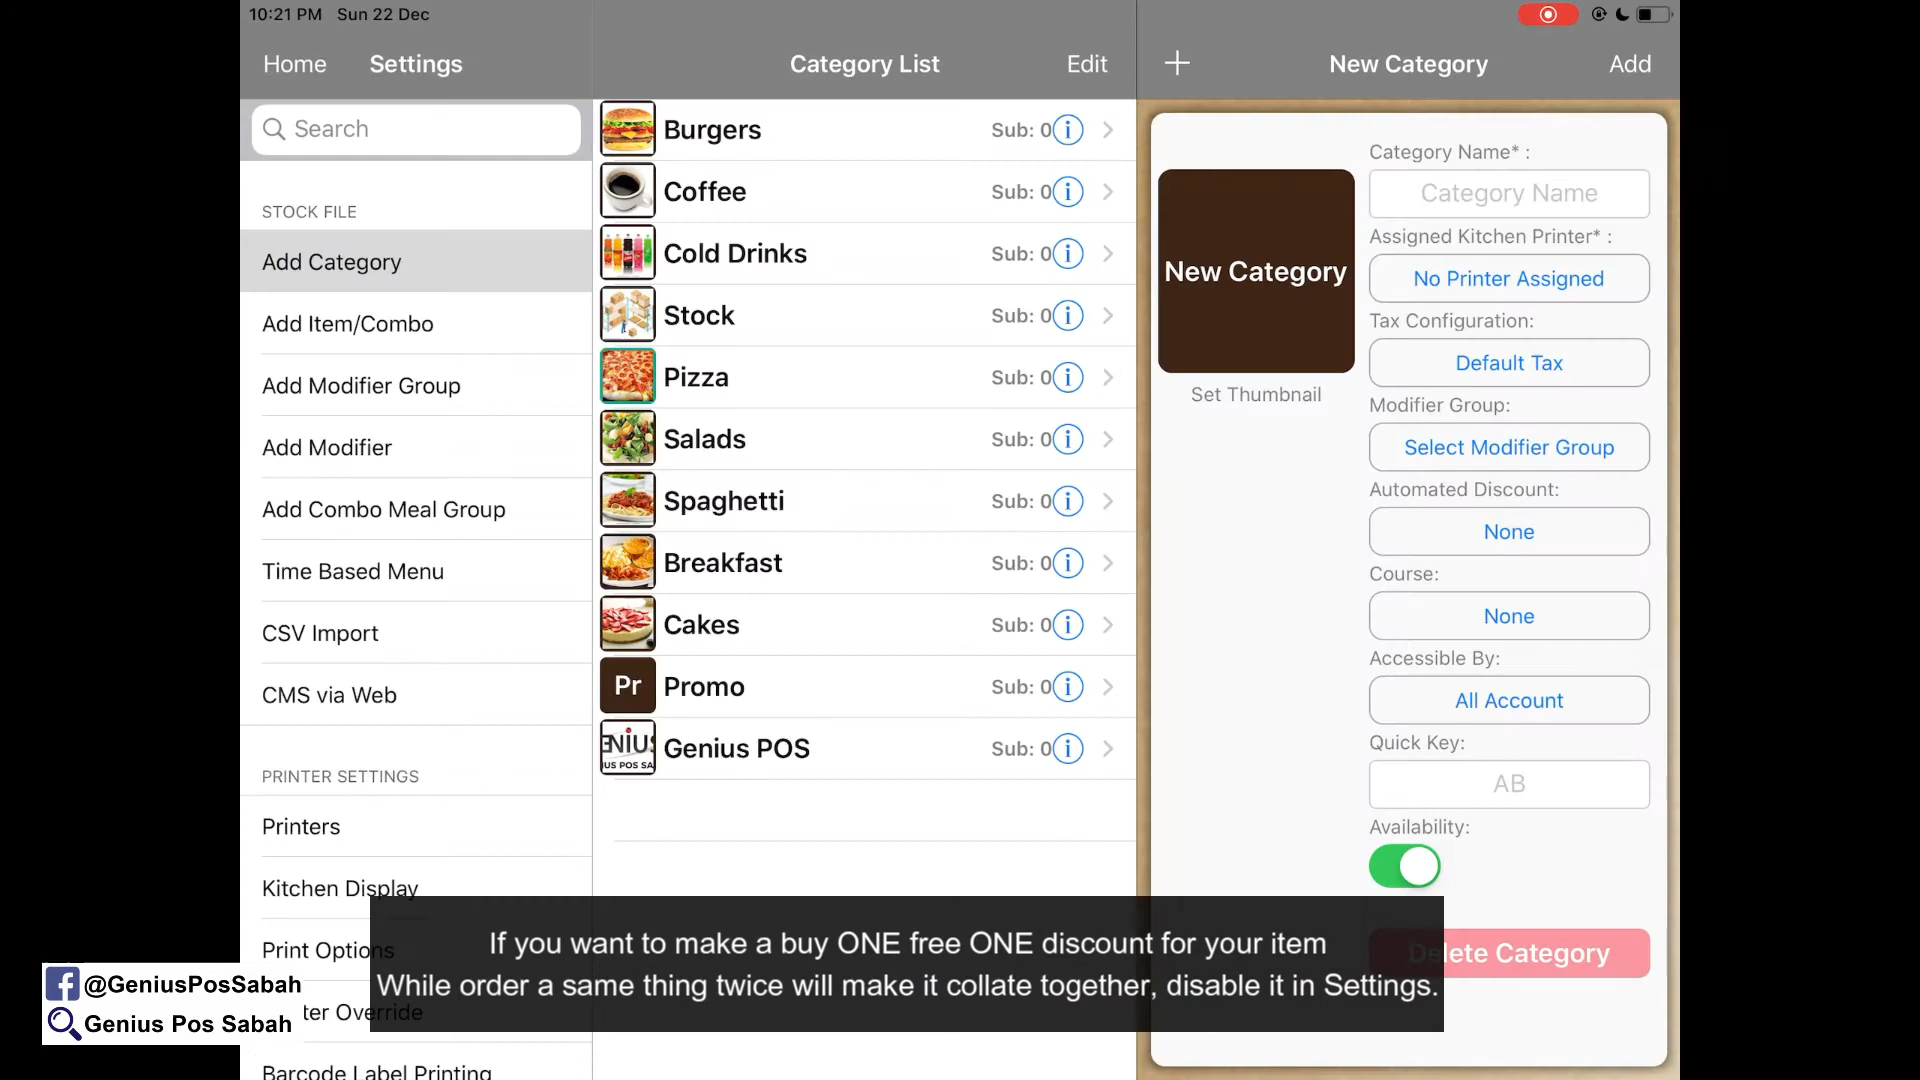 10:21 PM Sun 22 Dec
Home Settings
Search
STOCK FILE
Add Category
Add Item/Combo
Add Modifier Group
Add Modifier
Add Combo Meal Group
Time Based Menu
CSV Import
CMS via Web
PRINTER SETTINGS
Printers
Kitchen Display
Print Options
ter Override
Barcode Label Printing
Category List Edit
Burgers Sub: 0
Coffee Sub: 0
Cold Drinks Sub: 0
Stock Sub: 0
Pizza Sub: 0
Salads Sub: 0
Spaghetti Sub: 0
Breakfast Sub: 0
Cakes Sub: 0
Pr Promo Sub: 0
ENIUS
IUS POS SA
Genius POS Sub: 0
+ New Category Add
New Category
Set Thumbnail
Category Name* :
Category Name
Assigned Kitchen Printer* :
No Printer Assigned
Tax Configuration:
Default Tax
Modifier Group:
Select Modifier Group
Automated Discount:
None
Course:
None
Accessible By:
All Account
Quick Key:
AB
Availability:
Delete Category
If you want to make a buy ONE free ONE discount for your item
While order a same thing twice will make it collate together, disable it in Settings.
@GeniusPosSabah
Genius Pos Sabah